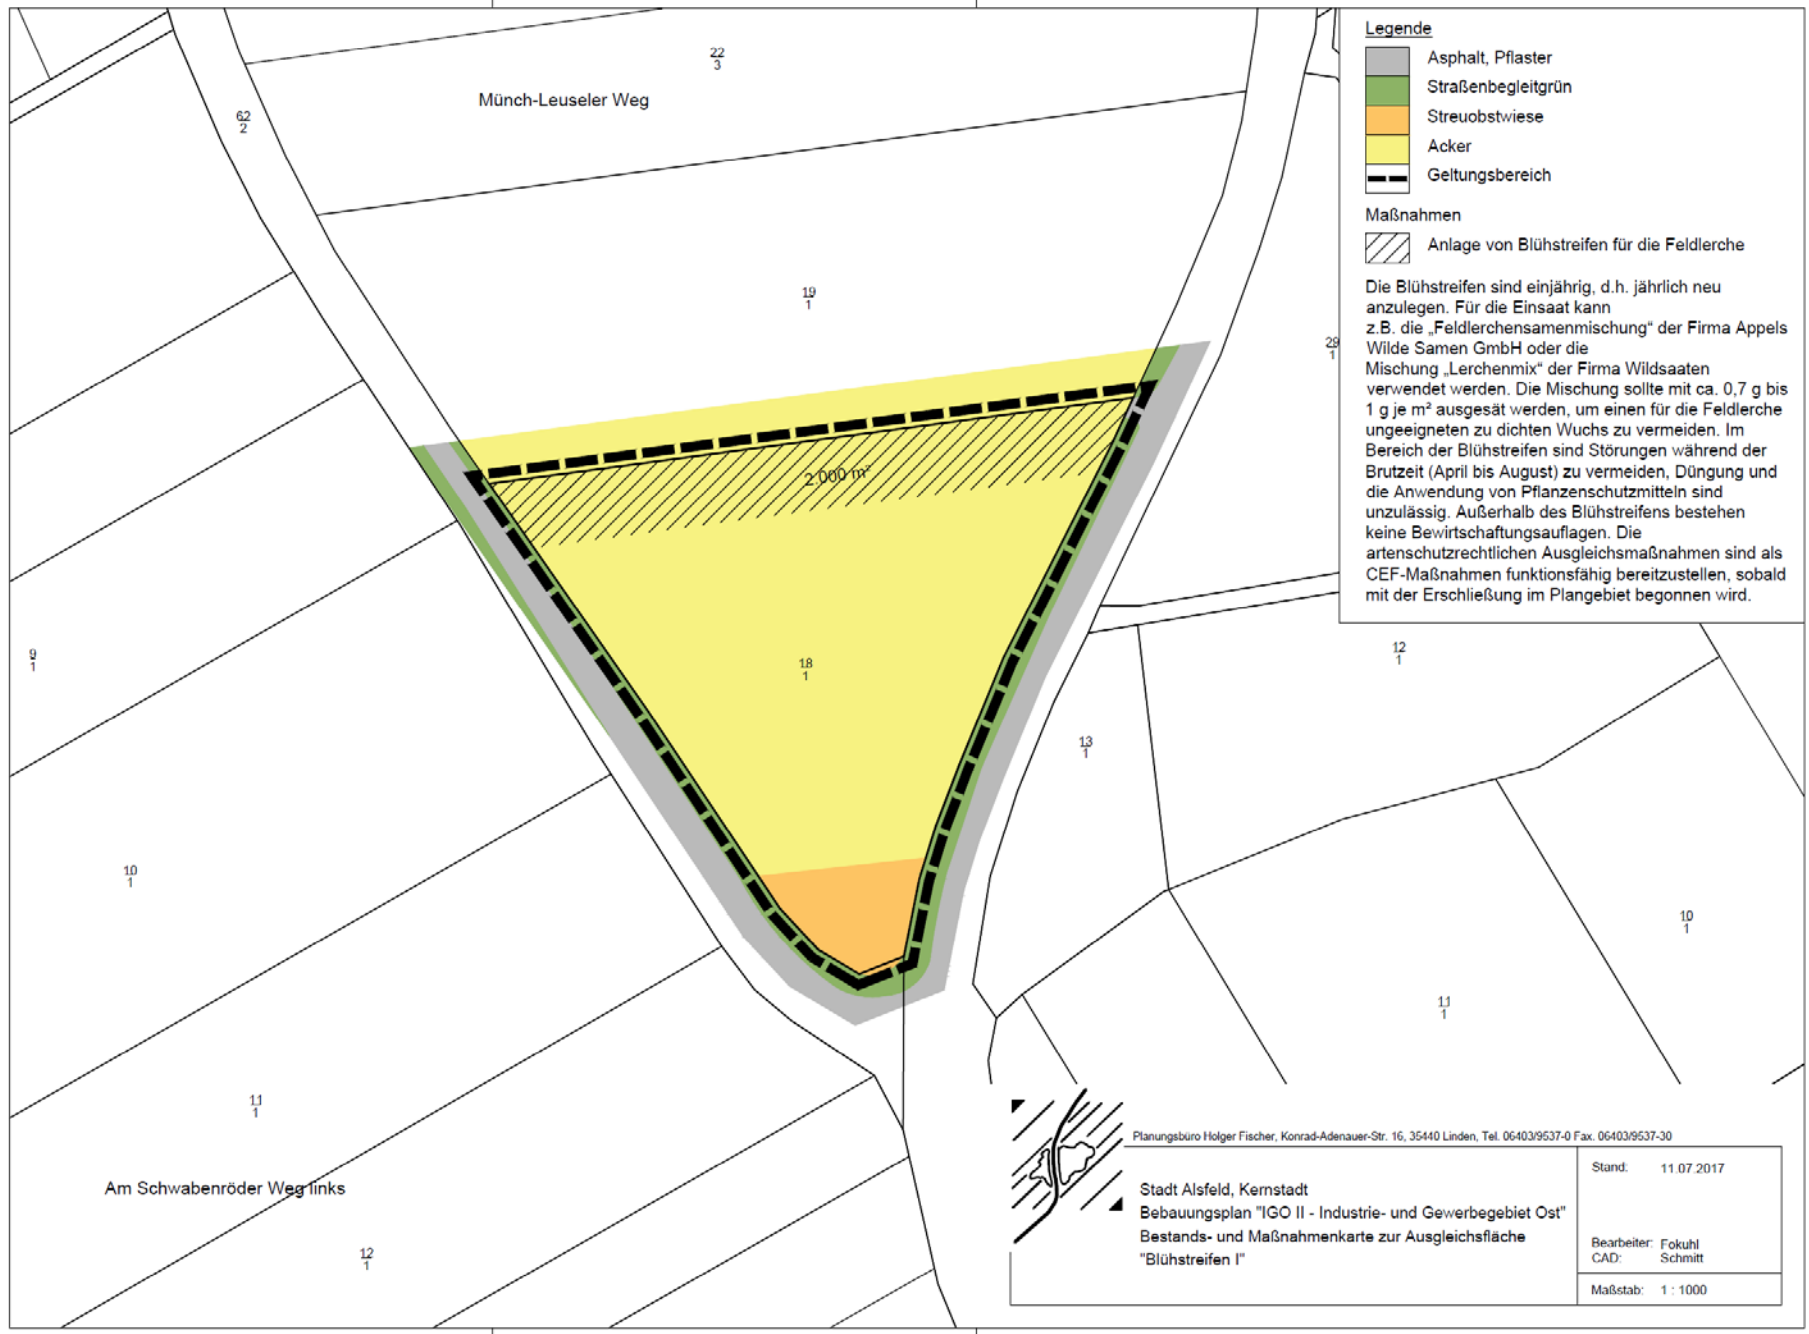 Legende
Asphalt, Pflaster
Straßenbegleitgrün
Streuobstwiese
Acker
Geltungsbereich
Maßnahmen
Anlage von Blühstreifen für die Feldlerche
Die Blühstreifen sind einjährig, d.h. jährlich neu
anzulegen. Für die Einsaat kann
z.B. die „Feldlerchensamenmischung“ der Firma Appels
Wilde Samen GmbH oder die
Mischung „Lerchenmix“ der Firma Wildsaaten
verwendet werden. Die Mischung sollte mit ca. 0,7 g bis
1 g je m² ausgesät werden, um einen für die Feldlerche
ungeeigneten zu dichten Wuchs zu vermeiden. Im
Bereich der Blühstreifen sind Störungen während der
Brutzeit (April bis August) zu vermeiden, Düngung und
die Anwendung von Pflanzenschutzmitteln sind
unzulässig. Außerhalb des Blühstreifens bestehen
keine Bewirtschaftungsauflagen. Die
artenschutzrechtlichen Ausgleichsmaßnahmen sind als
CEF-Maßnahmen funktionsfähig bereitzustellen, sobald
mit der Erschließung im Plangebiet begonnen wird.
22
3
Münch-Leuseler Weg
62
2
19
1
29
1
2.000 m²
9
1
18
1
12
1
13
1
10
1
10
1
11
1
11
1
Am Schwabenröder Weg links
12
1
Planungsbüro Holger Fischer, Konrad-Adenauer-Str. 16, 35440 Linden, Tel. 06403/9537-0 Fax. 06403/9537-30
Stadt Alsfeld, Kernstadt
Bebauungsplan "IGO II - Industrie- und Gewerbegebiet Ost"
Bestands- und Maßnahmenkarte zur Ausgleichsfläche
"Blühstreifen I"
Stand: 11.07.2017
Bearbeiter: Fokuhl
CAD: Schmitt
Maßstab: 1 : 1000